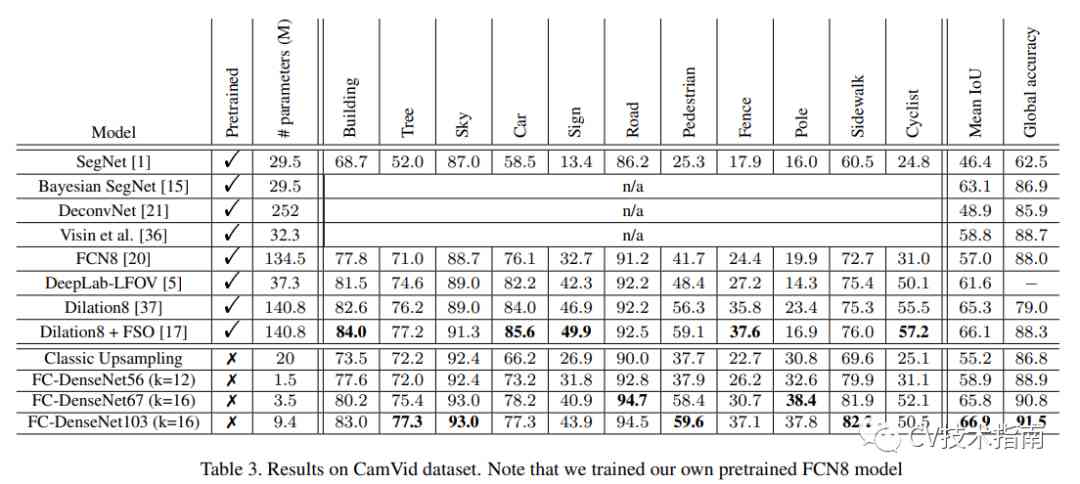 Model Pretrained # parameters (M) Building Tree Sky Car Sign Road Pedestrian Fence Pole Sidewalk Cyclist Mean IoU Global accuracy
SegNet [1] ✓ 29.5 68.7 52.0 87.0 58.5 13.4 86.2 25.3 17.9 16.0 60.5 24.8 46.4 62.5
Bayesian SegNet [15] ✓ 29.5 n/a 63.1 86.9
DeconvNet [21] ✓ 252 n/a 48.9 85.9
Visin et al. [36] ✓ 32.3 n/a 58.8 88.7
FCN8 [20] ✓ 134.5 77.8 71.0 88.7 76.1 32.7 91.2 41.7 24.4 19.9 72.7 31.0 57.0 88.0
DeepLab-LFOV [5] ✓ 37.3 81.5 74.6 89.0 82.2 42.3 92.2 48.4 27.2 14.3 75.4 50.1 61.6 −
Dilation8 [37] ✓ 140.8 82.6 76.2 89.0 84.0 46.9 92.2 56.3 35.8 23.4 75.3 55.5 65.3 79.0
Dilation8 + FSO [17] ✓ 140.8 84.0 77.2 91.3 85.6 49.9 92.5 59.1 37.6 16.9 76.0 57.2 66.1 88.3
Classic Upsampling ✗ 20 73.5 72.2 92.4 66.2 26.9 90.0 37.7 22.7 30.8 69.6 25.1 55.2 86.8
FC-DenseNet56 (k=12) ✗ 1.5 77.6 72.0 92.4 73.2 31.8 92.8 37.9 26.2 32.6 79.9 31.1 58.9 88.9
FC-DenseNet67 (k=16) ✗ 3.5 80.2 75.4 93.0 78.2 40.9 94.7 58.4 30.7 38.4 81.9 52.1 65.8 90.8
FC-DenseNet103 (k=16) ✗ 9.4 83.0 77.3 93.0 77.3 43.9 94.5 59.6 37.1 37.8 50.5 66.9 91.5
CV技术指南
Table 3. Results on CamVid dataset. Note that we trained our own pretrained FCN8 model